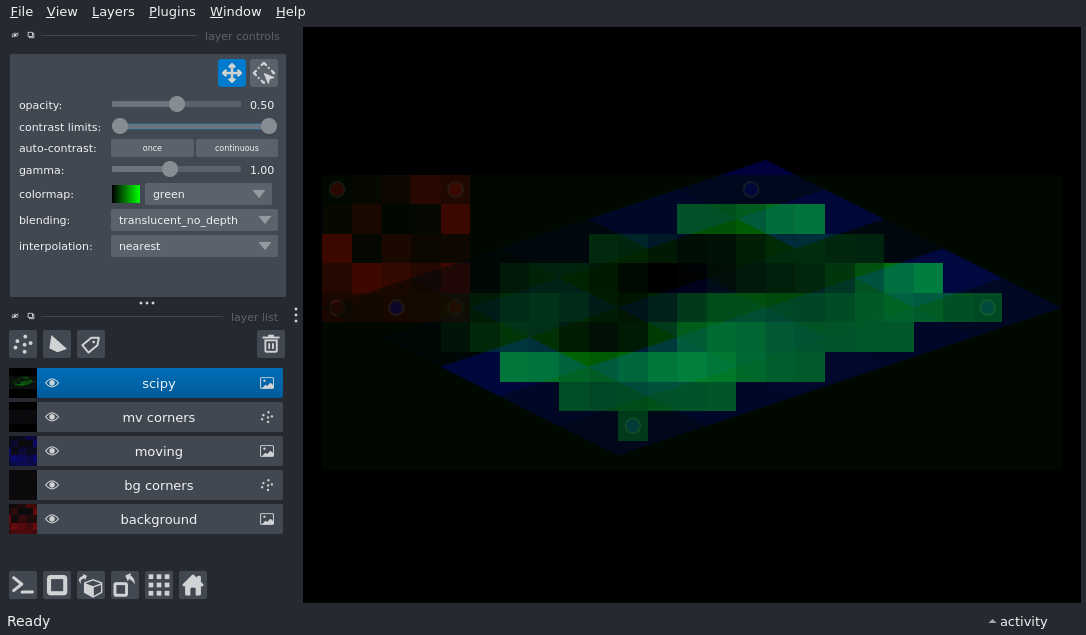 File View Layers Plugins Window Help
layer controls
opacity: 0.50
contrast limits:
auto-contrast: once continuous
gamma: 1.00
colormap: green
blending: translucent_no_depth
interpolation: nearest
layer list
scipy
mv corners
moving
bg corners
background
Ready
activity